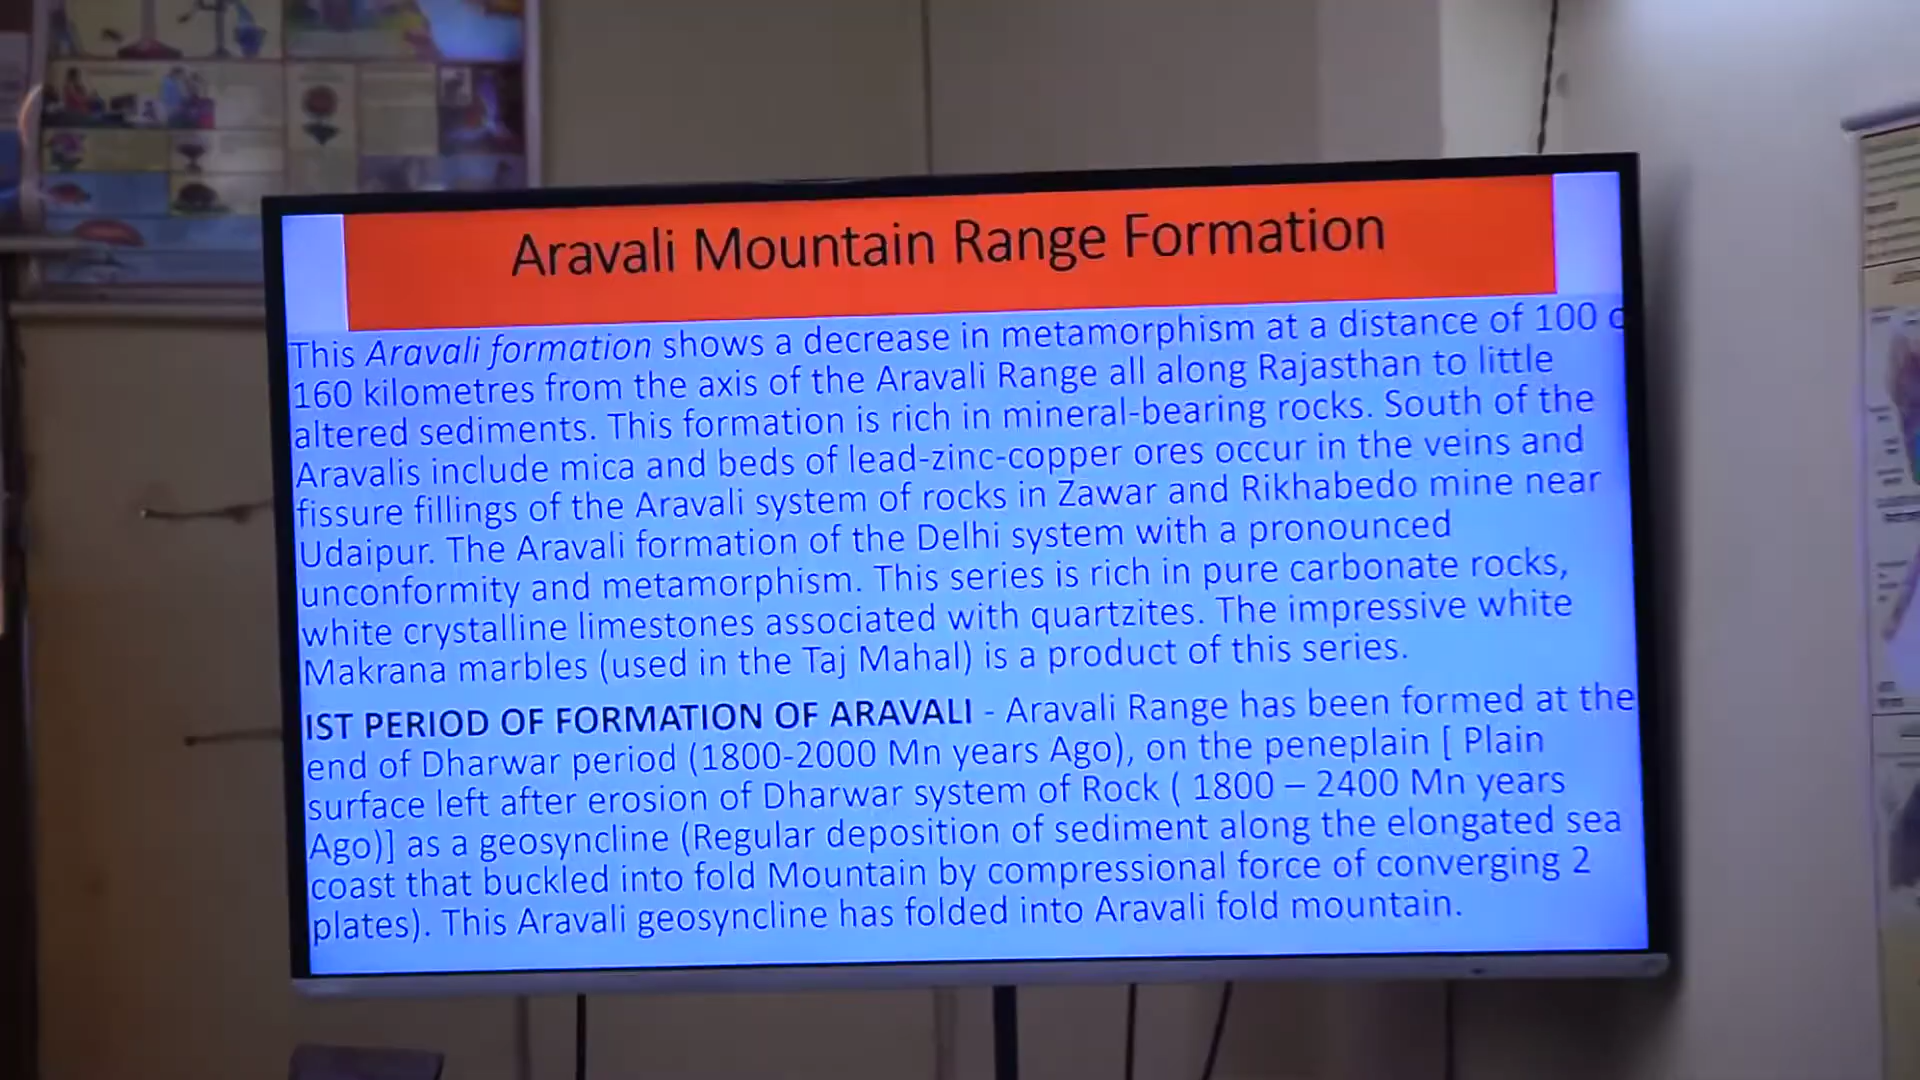 Aravali Mountain Range Formation
This Aravali formation shows a decrease in metamorphism at a distance of 100
160 kilometres from the axis of the Aravali Range all along Rajasthan to little
altered sediments. This formation is rich in mineral-bearing rocks. South of the
Aravalis include mica and beds of lead-zinc-copper ores occur in the veins and
fissure fillings of the Aravali system of rocks in Zawar and Rikhabedo mine near
Udaipur. The Aravali formation of the Delhi system with a pronounced
unconformity and metamorphism. This series is rich in pure carbonate rocks,
white crystalline limestones associated with quartzites. The impressive white
Makrana marbles (used in the Taj Mahal) is a product of this series.
IST PERIOD OF FORMATION OF ARAVALI - Aravali Range has been formed at the
end of Dharwar period (1800-2000 Mn years Ago), on the peneplain [ Plain
surface left after erosion of Dharwar system of Rock ( 1800 – 2400 Mn years
Ago)] as a geosyncline (Regular deposition of sediment along the elongated sea
coast that buckled into fold Mountain by compressional force of converging 2
plates). This Aravali geosyncline has folded into Aravali fold mountain.